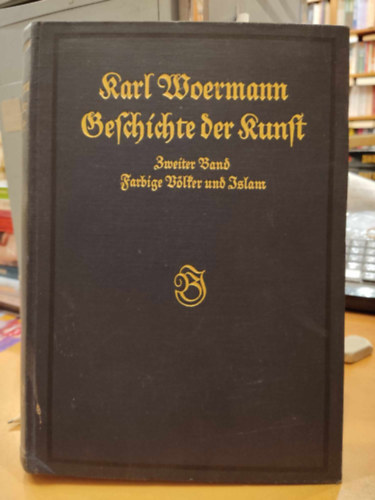 Karl Woermann
Geschichte der Kunst
Zweiter Band
Farbige Völker und Islam